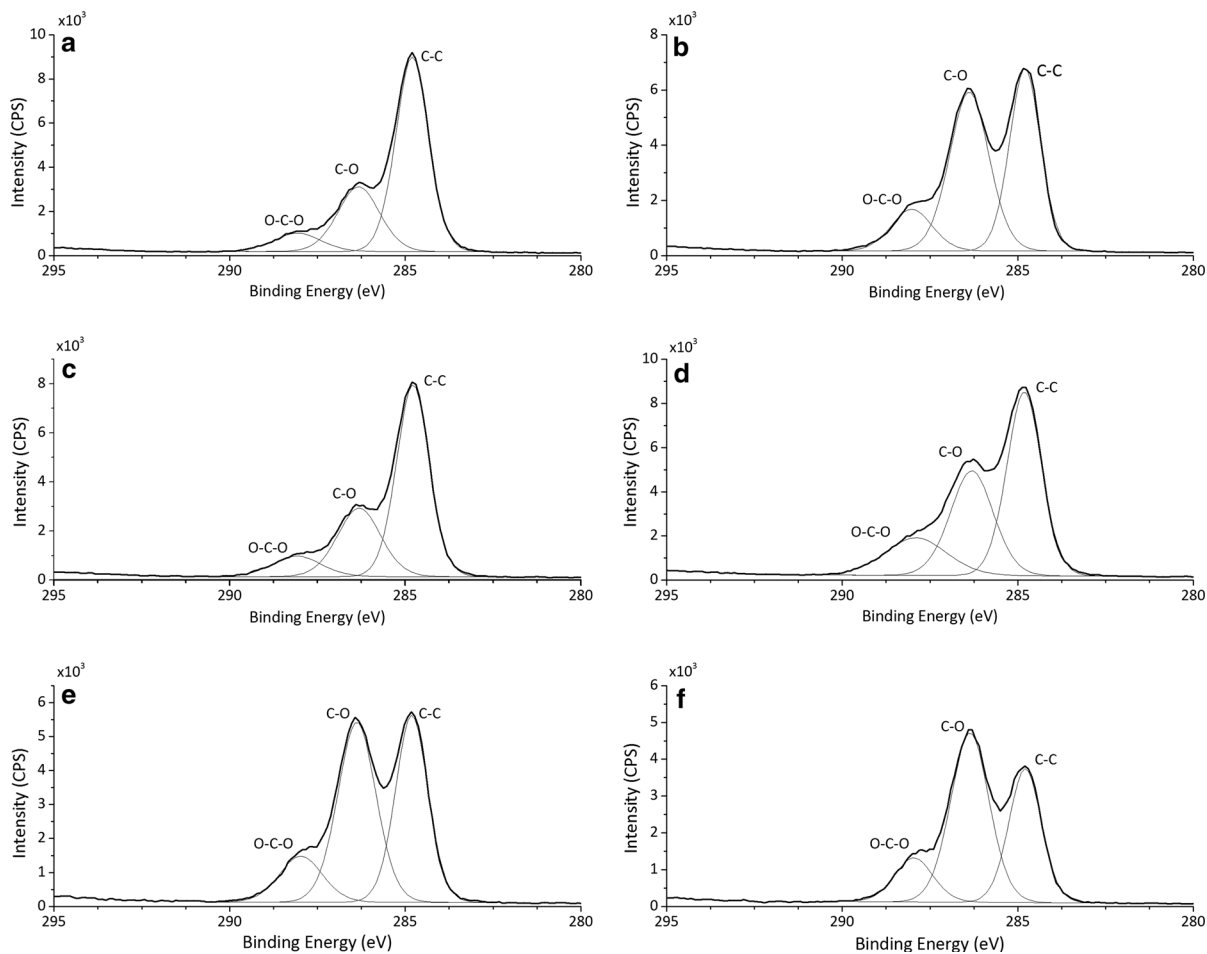 x10³
a
10
8
6
4
2
0
Intensity (CPS)
C-C
C-O
O-C-O
295
290
285
280
Binding Energy (eV)
x10³
b
8
6
4
2
0
Intensity (CPS)
C-O
C-C
O-C-O
295
290
285
280
Binding Energy (eV)
x10³
c
8
6
4
2
0
Intensity (CPS)
C-C
C-O
O-C-O
295
290
285
280
Binding Energy (eV)
x10³
d
10
8
6
4
2
0
Intensity (CPS)
C-C
C-O
O-C-O
295
290
285
280
Binding Energy (eV)
x10³
e
6
5
4
3
2
1
0
Intensity (CPS)
C-O
C-C
O-C-O
295
290
285
280
Binding Energy (eV)
x10³
f
6
5
4
3
2
1
0
Intensity (CPS)
C-O
C-C
O-C-O
295
290
285
280
Binding Energy (eV)